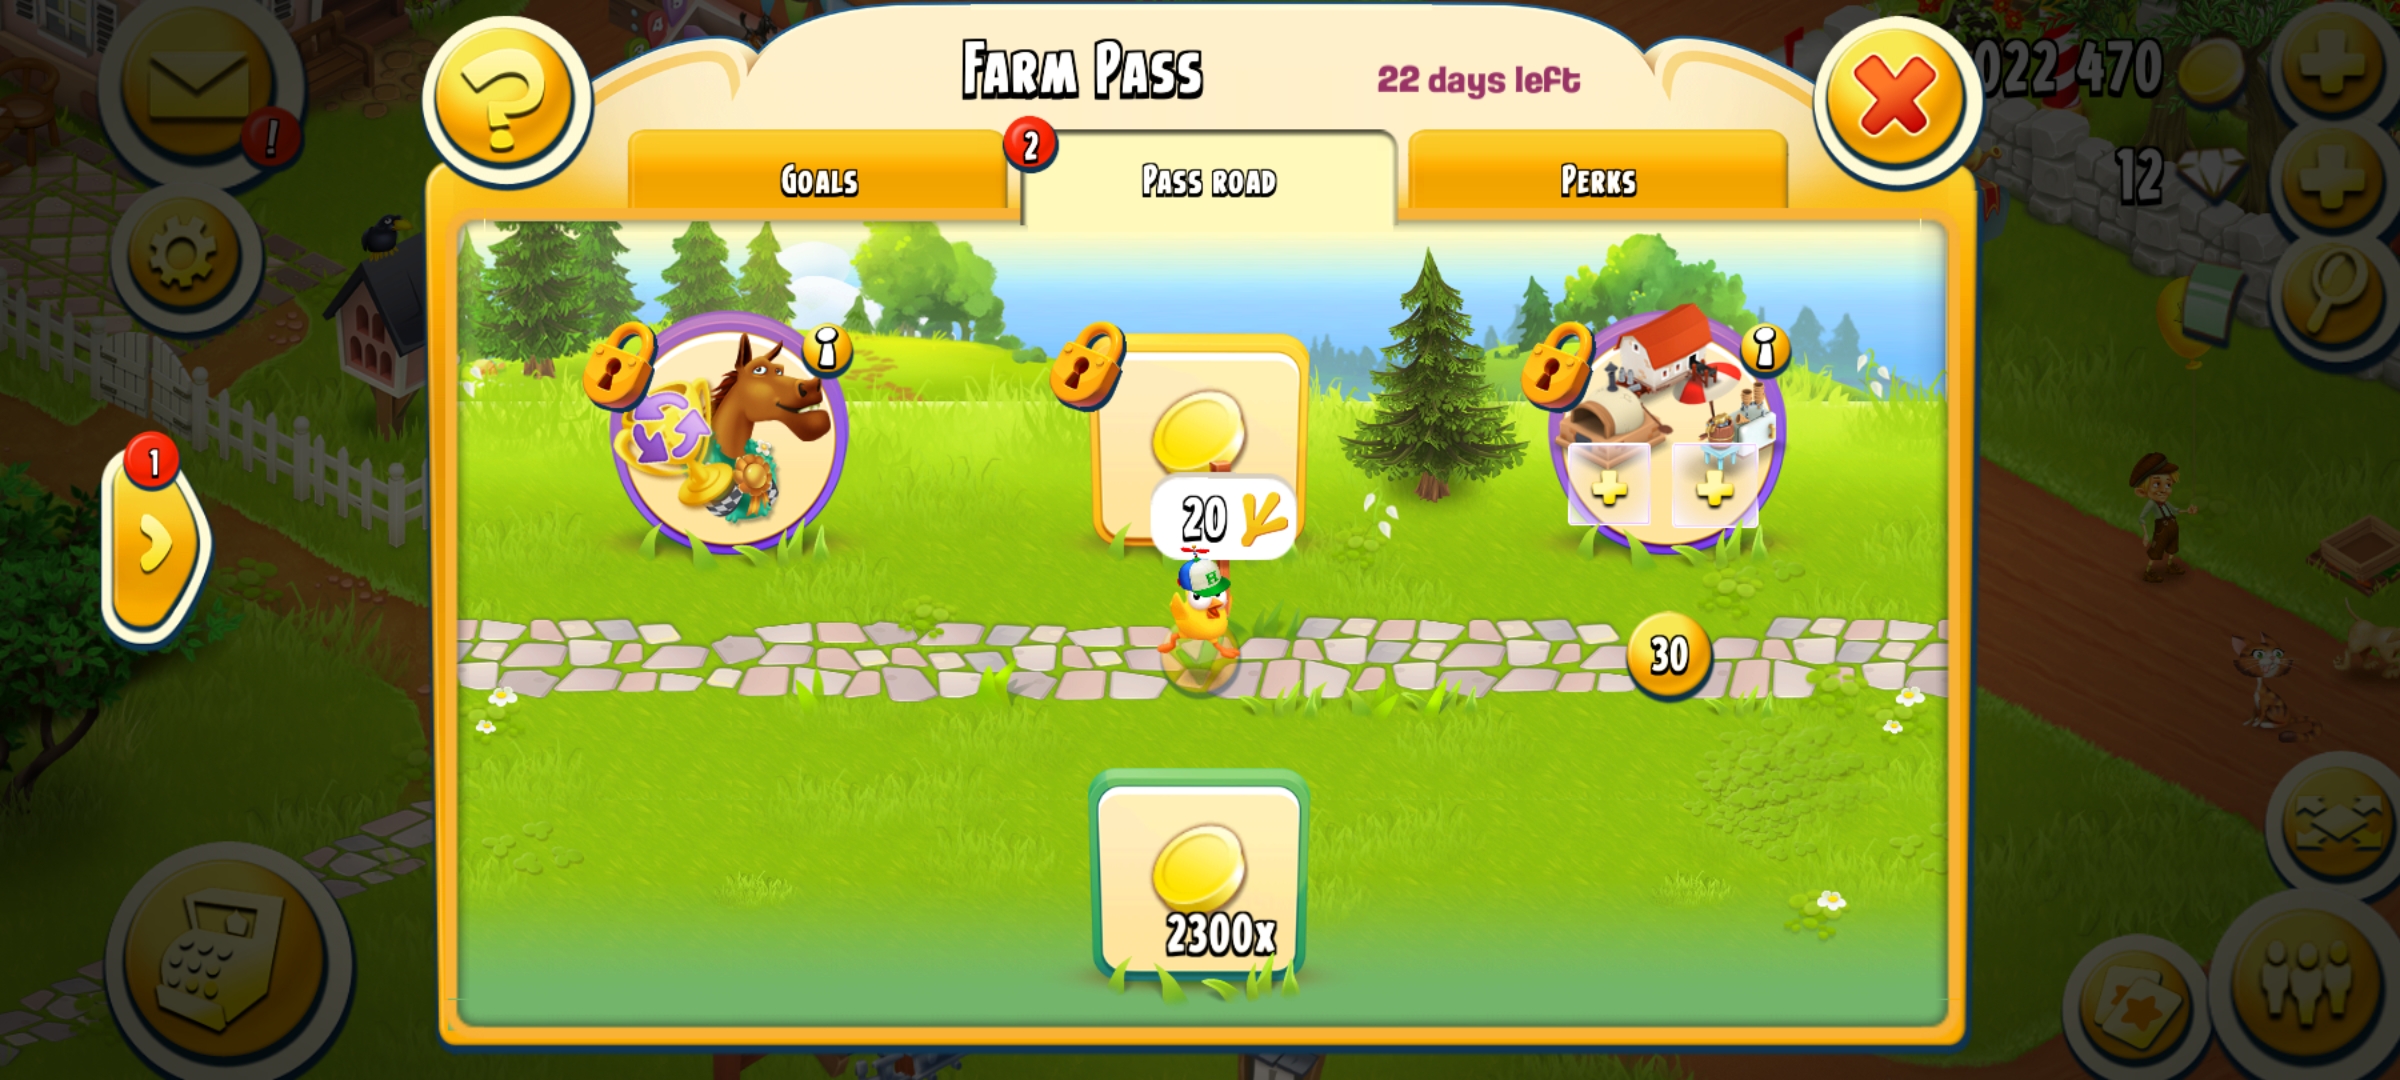 FARM PASS
22 days left
022 470
GOALS
2
PASS ROAD
PERKS
12
!
1
20
H
30
2300x